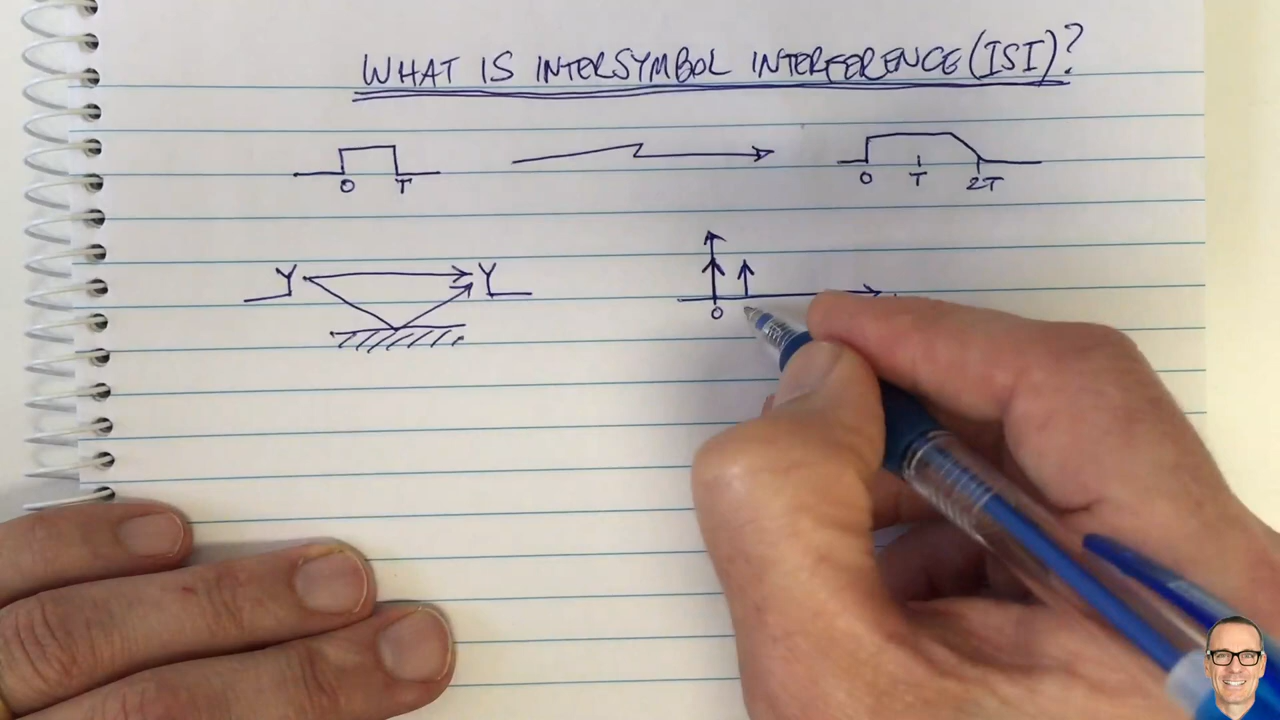 WHAT IS INTERSYMBOL INTERFERENCE (ISI)?
0 T 0 T 2T
0